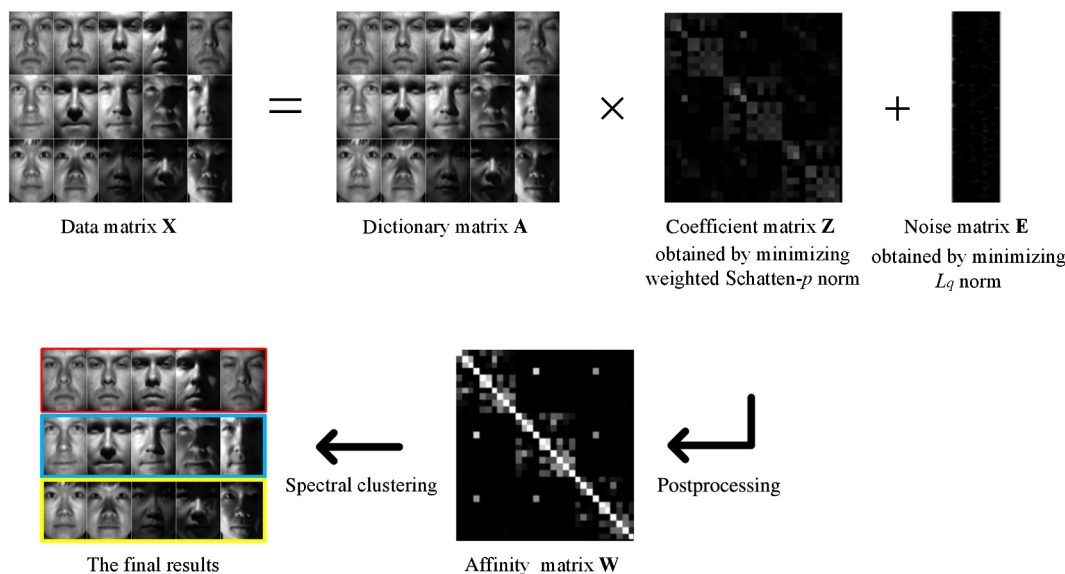 =
×
+
Data matrix X
Dictionary matrix A
Coefficient matrix Z
obtained by minimizing
weighted Schatten-p norm
Noise matrix E
obtained by minimizing
Lq norm
Spectral clustering
Postprocessing
The final results
Affinity matrix W